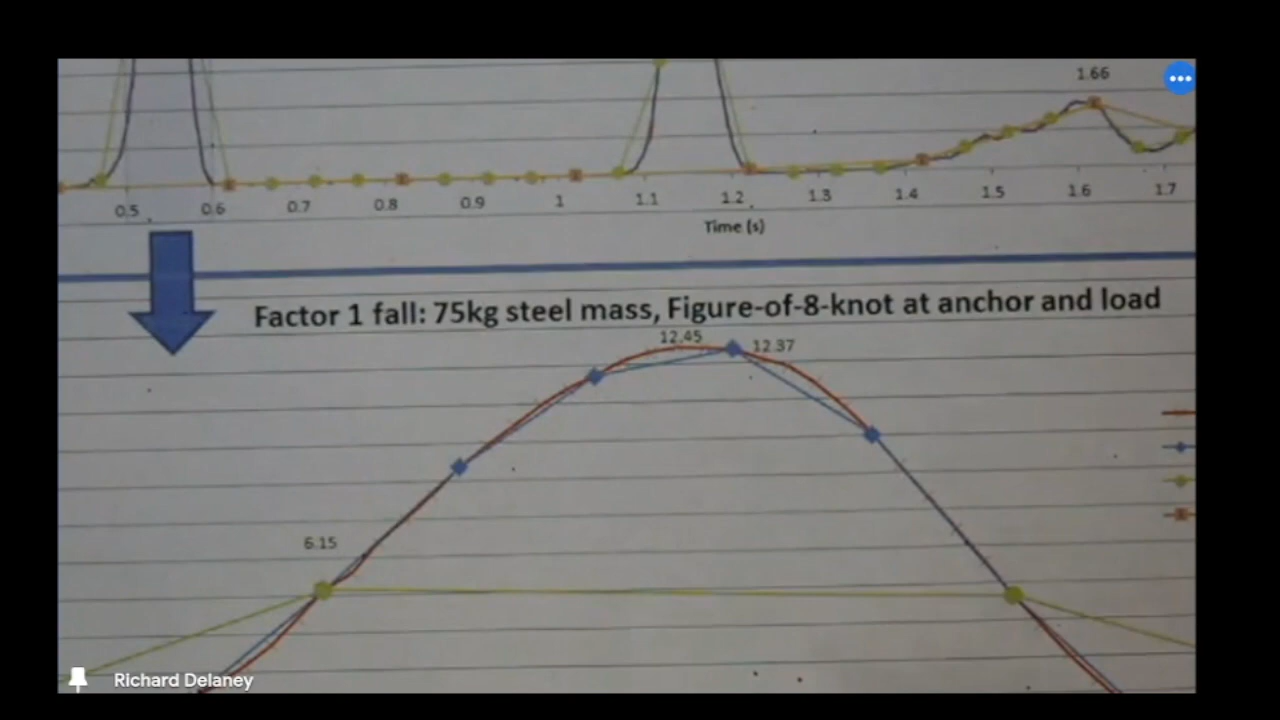 1.66
0.5 0.6 0.7 0.8 0.9 1 1.1 1.2 1.3 1.4 1.5 1.6 1.7
Time (s)
Factor 1 fall: 75kg steel mass, Figure-of-8-knot at anchor and load
12.45 12.37
6.15
Richard Delaney